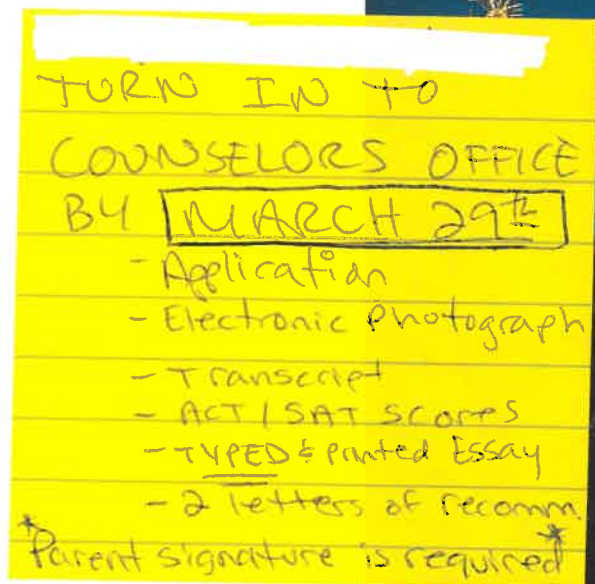 TURN IN TO
COUNSELORS OFFICE
BY MARCH 29th
- Application
- Electronic Photograph
- Transcript
- ACT / SAT SCORES
- TYPED & Printed Essay
- 2 letters of recomm.
* Parent signature is required *